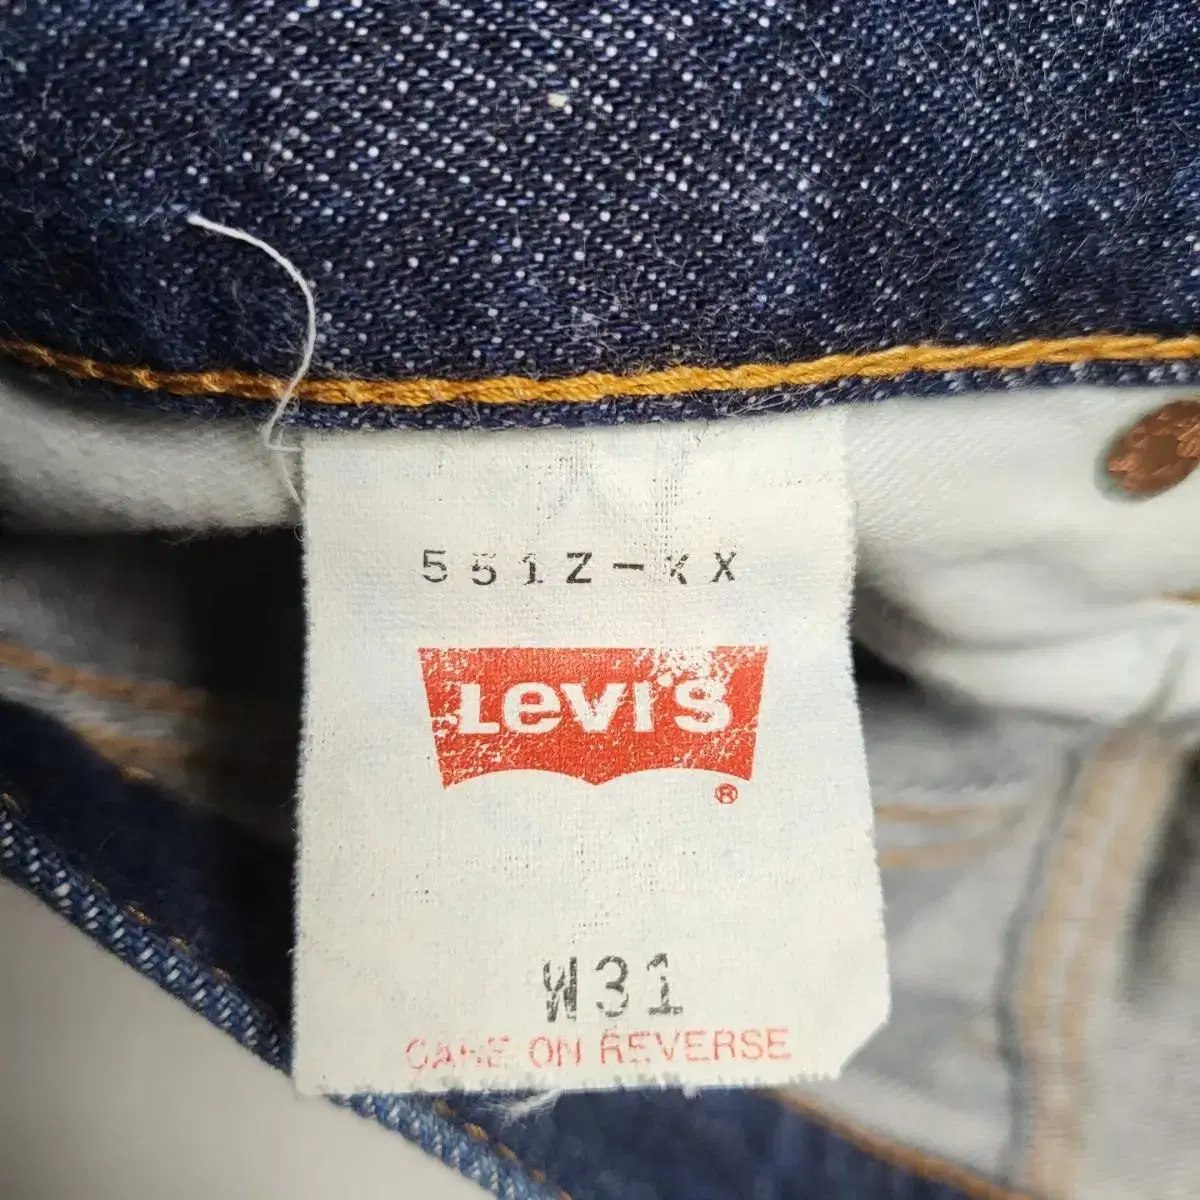 551Z-XX
LEVI'S
®
W31
CARE ON REVERSE